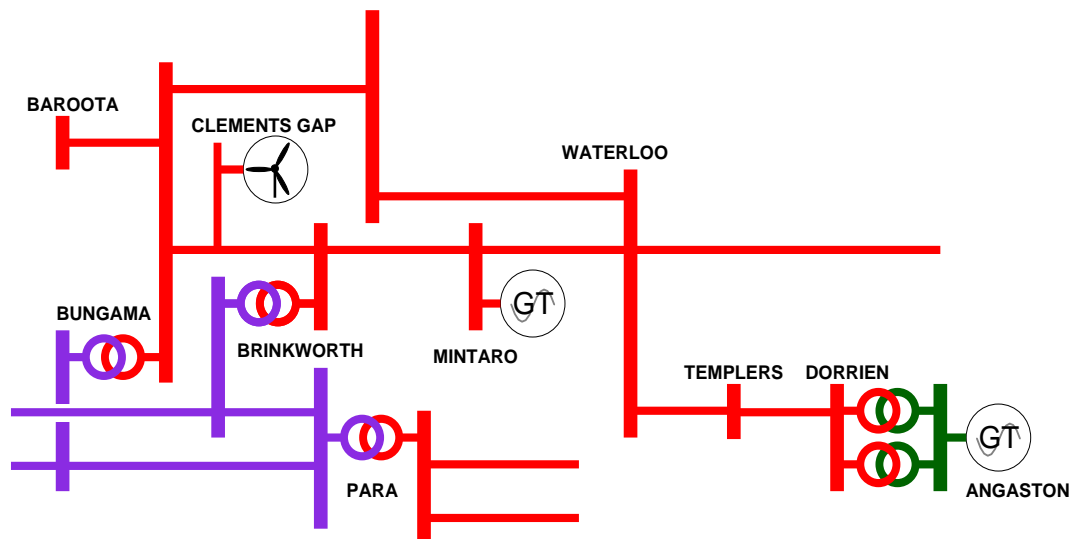 BAROOTA
CLEMENTS GAP
WATERLOO
BUNGAMA
GT
BRINKWORTH
MINTARO
TEMPLERS
DORRIEN
GT
PARA
ANGASTON